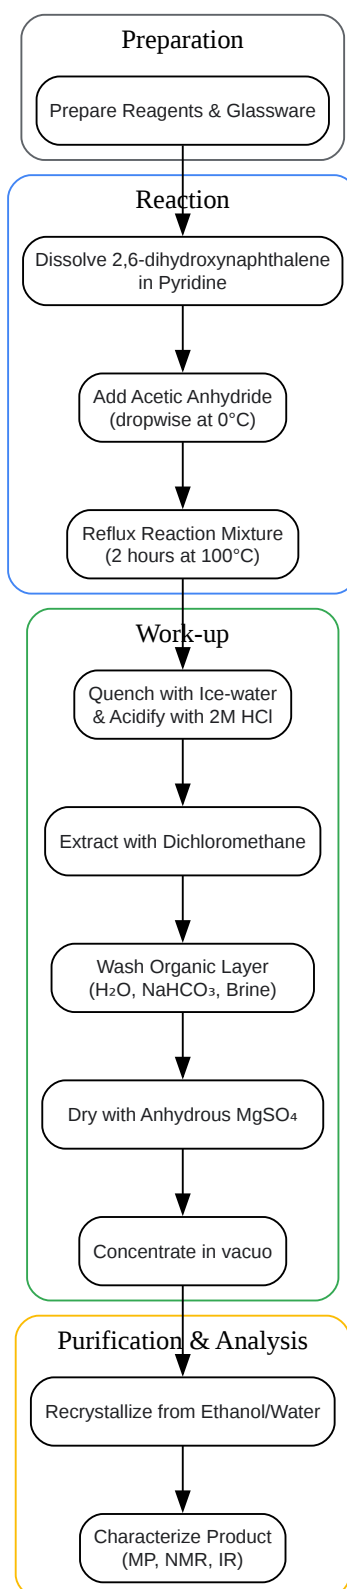 Preparation
Prepare Reagents & Glassware
Reaction
Dissolve 2,6-dihydroxynaphthalene
in Pyridine
Add Acetic Anhydride
(dropwise at 0°C)
Reflux Reaction Mixture
(2 hours at 100°C)
Work-up
Quench with Ice-water
& Acidify with 2M HCl
Extract with Dichloromethane
Wash Organic Layer
(H₂O, NaHCO₃, Brine)
Dry with Anhydrous MgSO₄
Concentrate in vacuo
Purification & Analysis
Recrystallize from Ethanol/Water
Characterize Product
(MP, NMR, IR)